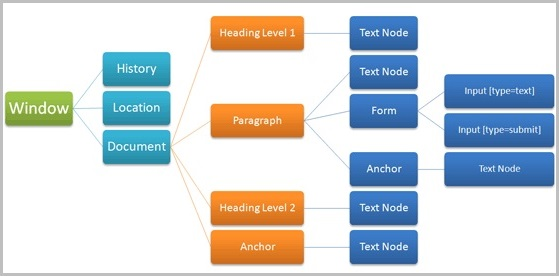 Window
History
Location
Document
Heading Level 1
Text Node
Paragraph
Text Node
Form
Input [type=text]
Input [type=submit]
Anchor
Text Node
Heading Level 2
Text Node
Anchor
Text Node